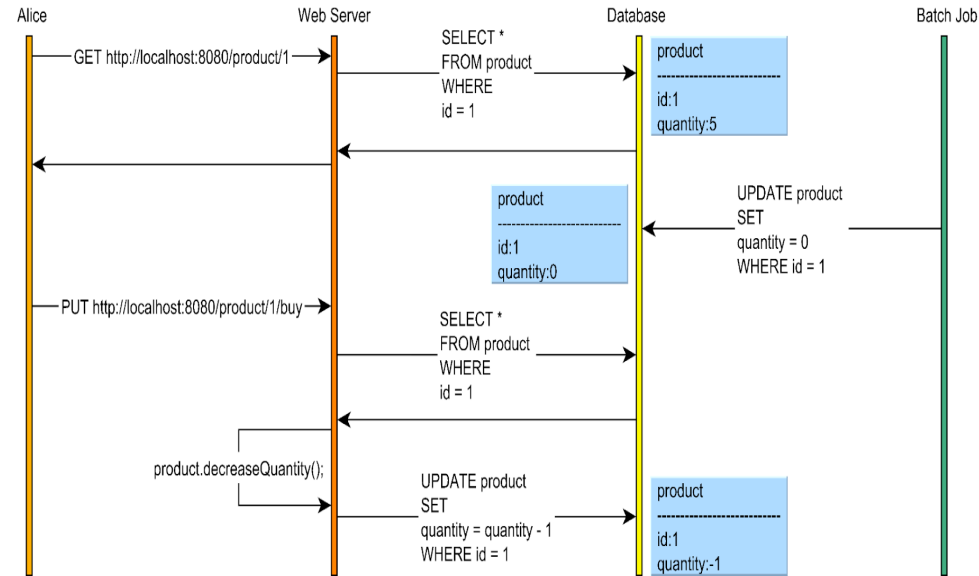 Alice
Web Server
Database
Batch Job
GET http://localhost:8080/product/1
SELECT *
FROM product
WHERE
id = 1
product
----------------------------
id:1
quantity:5
UPDATE product
SET
quantity = 0
WHERE id = 1
product
----------------------------
id:1
quantity:0
PUT http://localhost:8080/product/1/buy
SELECT *
FROM product
WHERE
id = 1
product.decreaseQuantity();
UPDATE product
SET
quantity = quantity - 1
WHERE id = 1
product
----------------------------
id:1
quantity:-1